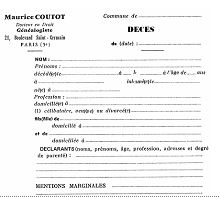 Maurice COUTOT
Docteur en Droit
Généalogiste
21, Boulevard Saint-Germain
PARIS (5e)
Commune de
DECES
de (date) :
NOM :
Prénoms :
décédé(e) à à h. à l'âge de ans
à
né(e) à
Profession :
domicilié(e) à
(1) célibataire, veuf(ve) ou divorcé(e)
fils(fille) de
domicilié à
et de
domiciliée à
DECLARANTS (noms, prénoms, âge, profession, adresses et degré
de parenté) :
MENTIONS MARGINALES